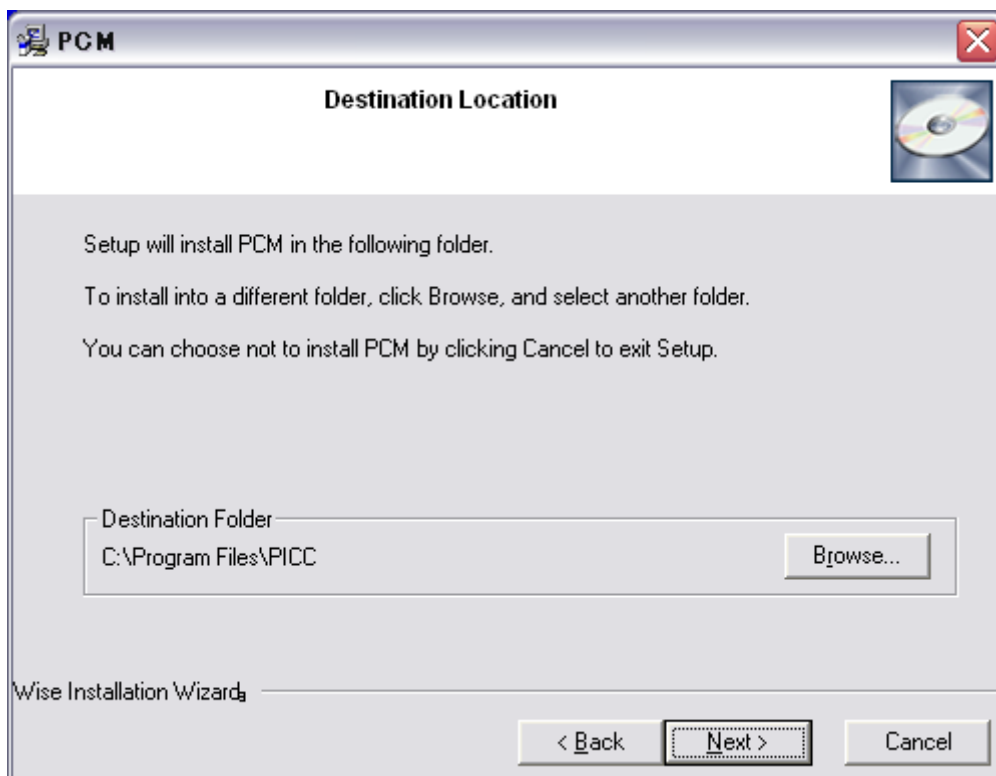 PCM
Destination Location
Setup will install PCM in the following folder.
To install into a different folder, click Browse, and select another folder.
You can choose not to install PCM by clicking Cancel to exit Setup.
Destination Folder
C:\Program Files\PICC
Browse...
Wise Installation Wizard
< Back
Next >
Cancel